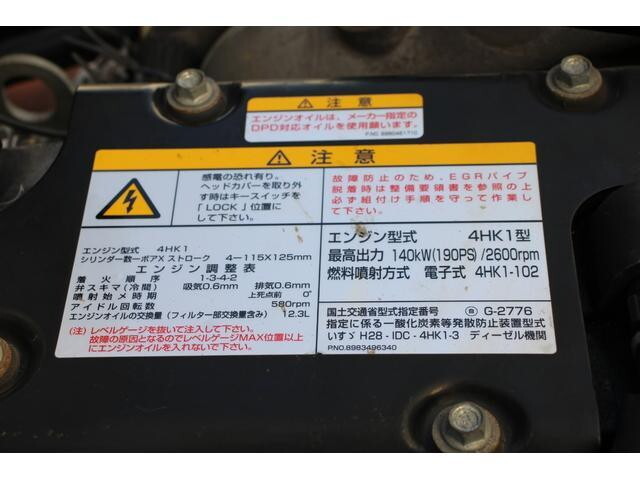 注意
エンジンオイルは、メーカー指定の
DPD対応オイルを使用願います。
P.NO. 8980461710
注意
感電の恐れ有り。
ヘッドカバーを取り外
す時はキースイッチを
「LOCK」位置に
して下さい。
故障防止のため、EGRパイプ
脱着時は整備要領書を参照の上
必ず組付け手順を守って作業し
て下さい。
エンジン型式 4HK1
シリンダー数ーボアX ストローク 4ー115X125mm
エンジン調整表
着火順序 1-3-4-2
弁スキマ(冷間) 吸気0.6mm 排気0.6mm
噴射始メ時期 上死点前 0°
アイドル回転数 580rpm
エンジンオイルの交換量(フィルター部交換量含み) 12.3L
(注)レベルゲージを抜いて注入して下さい。
故障の原因となるのでレベルゲージMAX位置以上
にエンジンオイルを入れないで下さい。
エンジン型式 4HK1型
最高出力 140kW(190PS)/2600rpm
燃料噴射方式 電子式 4HK1-102
国土交通省型式指定番号 G-2776
指定に係る一酸化炭素等発散防止装置型式
いすゞ H28-IDC-4HK1-3 ディーゼル機関
P.NO.8983496340